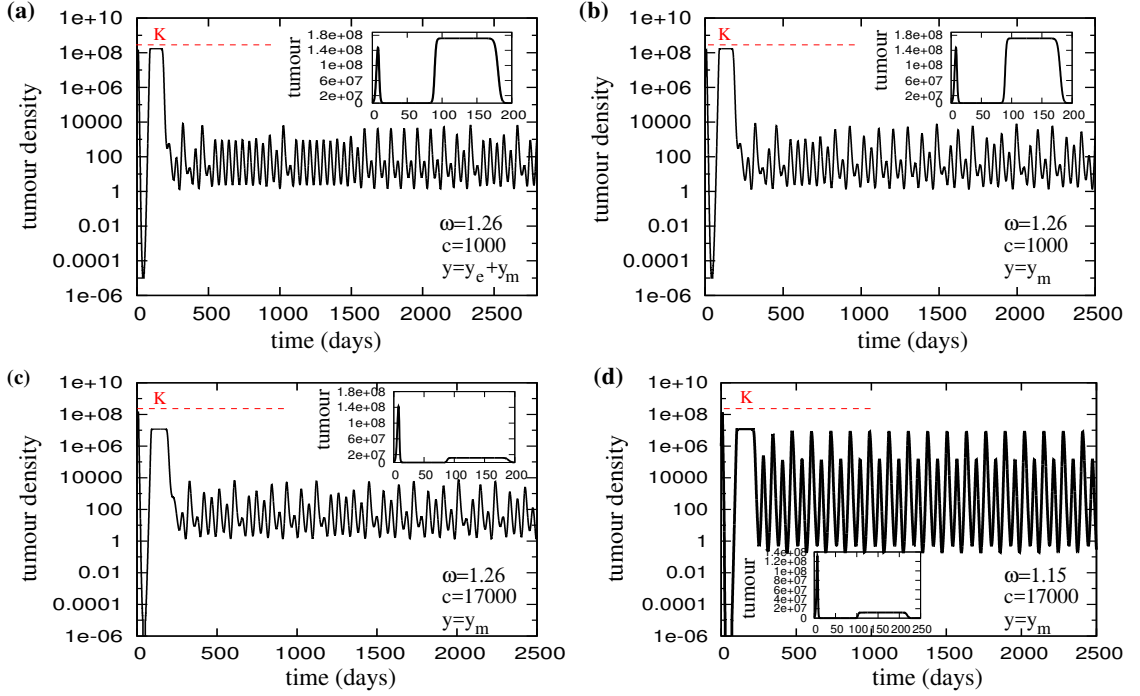 (a)
tumour density
1e+10
1e+08
1e+06
10000
100
1
0.01
0.0001
1e-06
K
tumour
1.8e+08
1.4e+08
1e+08
6e+07
2e+07
0 50 100 150 200
ω=1.26
c=1000
y=ye+ym
0 500 1000 1500 2000 2500
time (days)
(b)
tumour density
1e+10
1e+08
1e+06
10000
100
1
0.01
0.0001
1e-06
K
tumour
1.8e+08
1.4e+08
1e+08
6e+07
2e+07
0 50 100 150 200
ω=1.26
c=1000
y=ym
0 500 1000 1500 2000 2500
time (days)
(c)
tumour density
1e+10
1e+08
1e+06
10000
100
1
0.01
0.0001
1e-06
K
tumour
1.8e+08
1.4e+08
1e+08
6e+07
2e+07
0 50 100 150 200
ω=1.26
c=17000
y=ym
0 500 1000 1500 2000 2500
time (days)
(d)
tumour density
1e+10
1e+08
1e+06
10000
100
1
0.01
0.0001
1e-06
K
tumour
1.4e+08
1.2e+08
1e+08
8e+07
6e+07
4e+07
2e+07
0
0 50 100 150 200 250
ω=1.15
c=17000
y=ym
0 500 1000 1500 2000 2500
time (days)